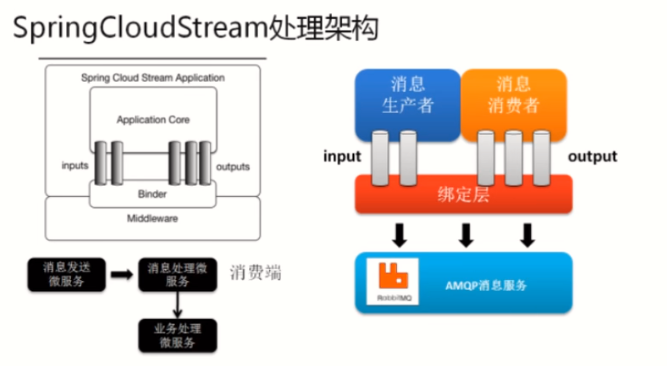 SpringCloudStream处理架构
Spring Cloud Stream Application
Application Core
inputs
outputs
Binder
Middleware
消息发送
微服务
消息处理微
服务
消费端
业务处理
微服务
消息
生产者
消息
消费者
input
output
绑定层
RabbitMQ
AMQP消息服务